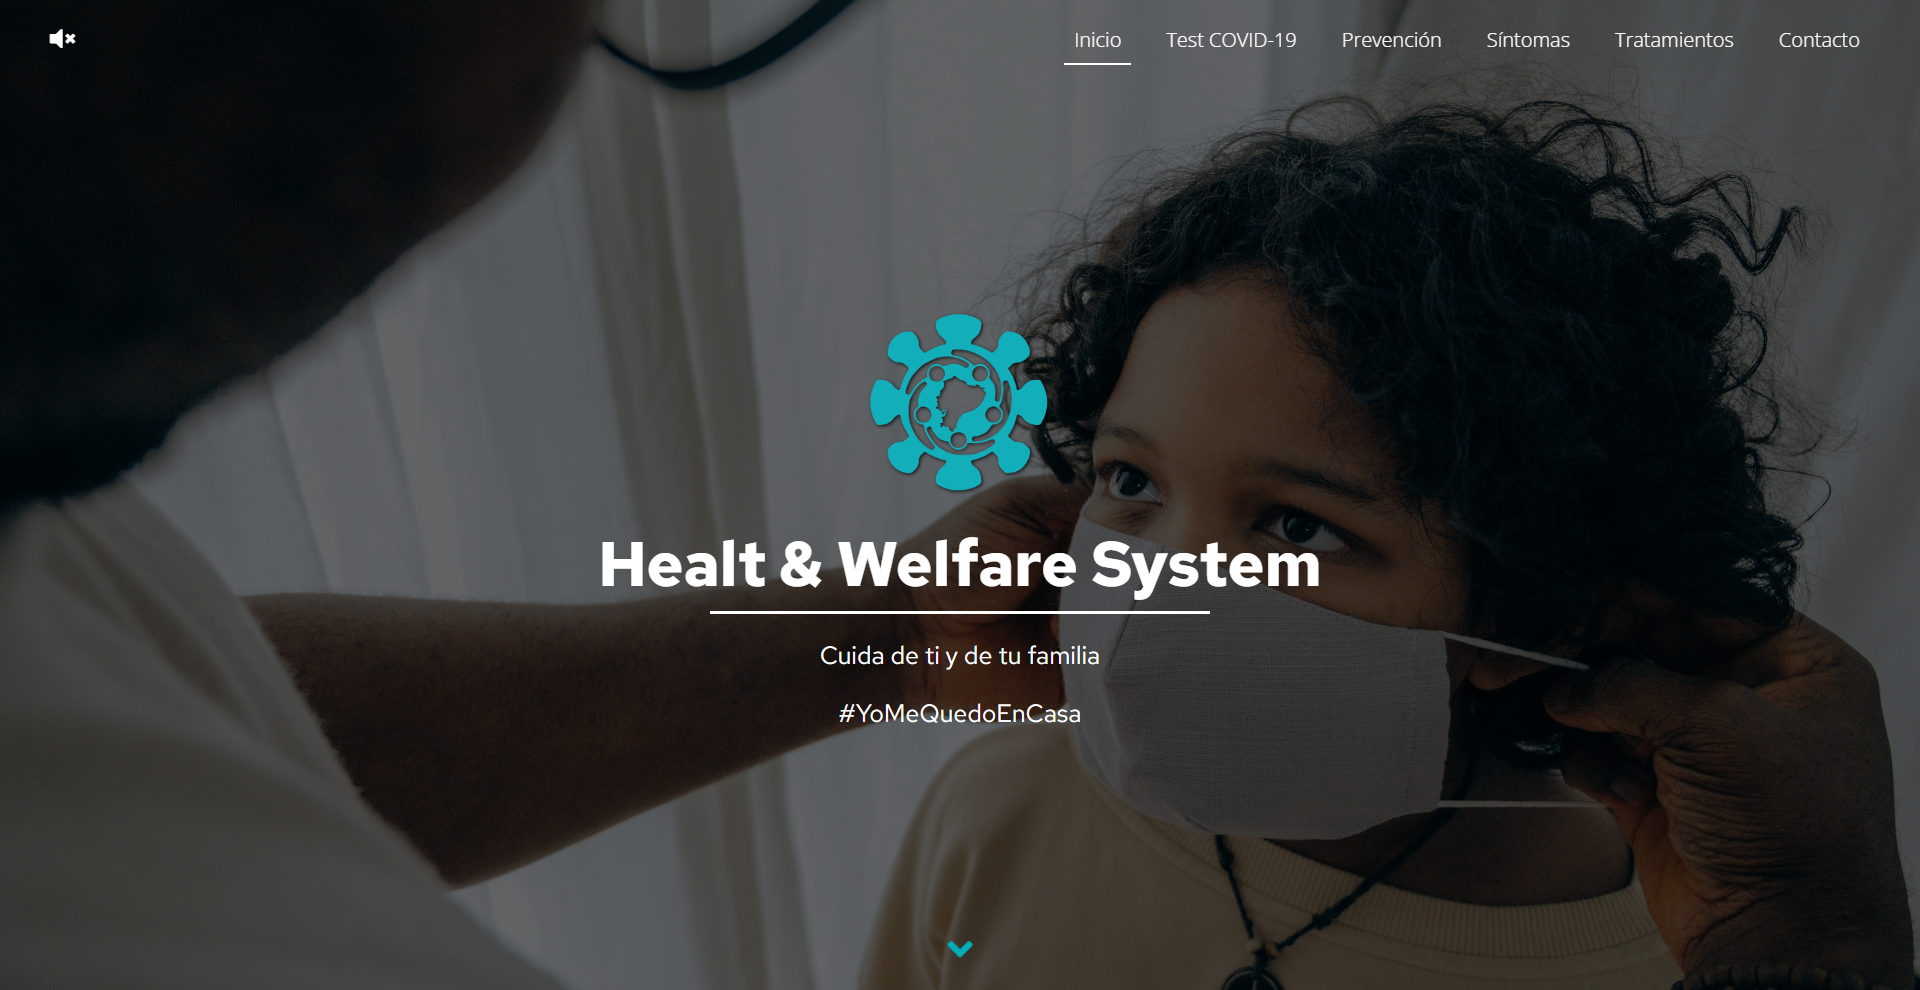 Inicio Test COVID-19 Prevención Síntomas Tratamientos Contacto
Healt & Welfare System
Cuida de ti y de tu familia
#YoMeQuedoEnCasa